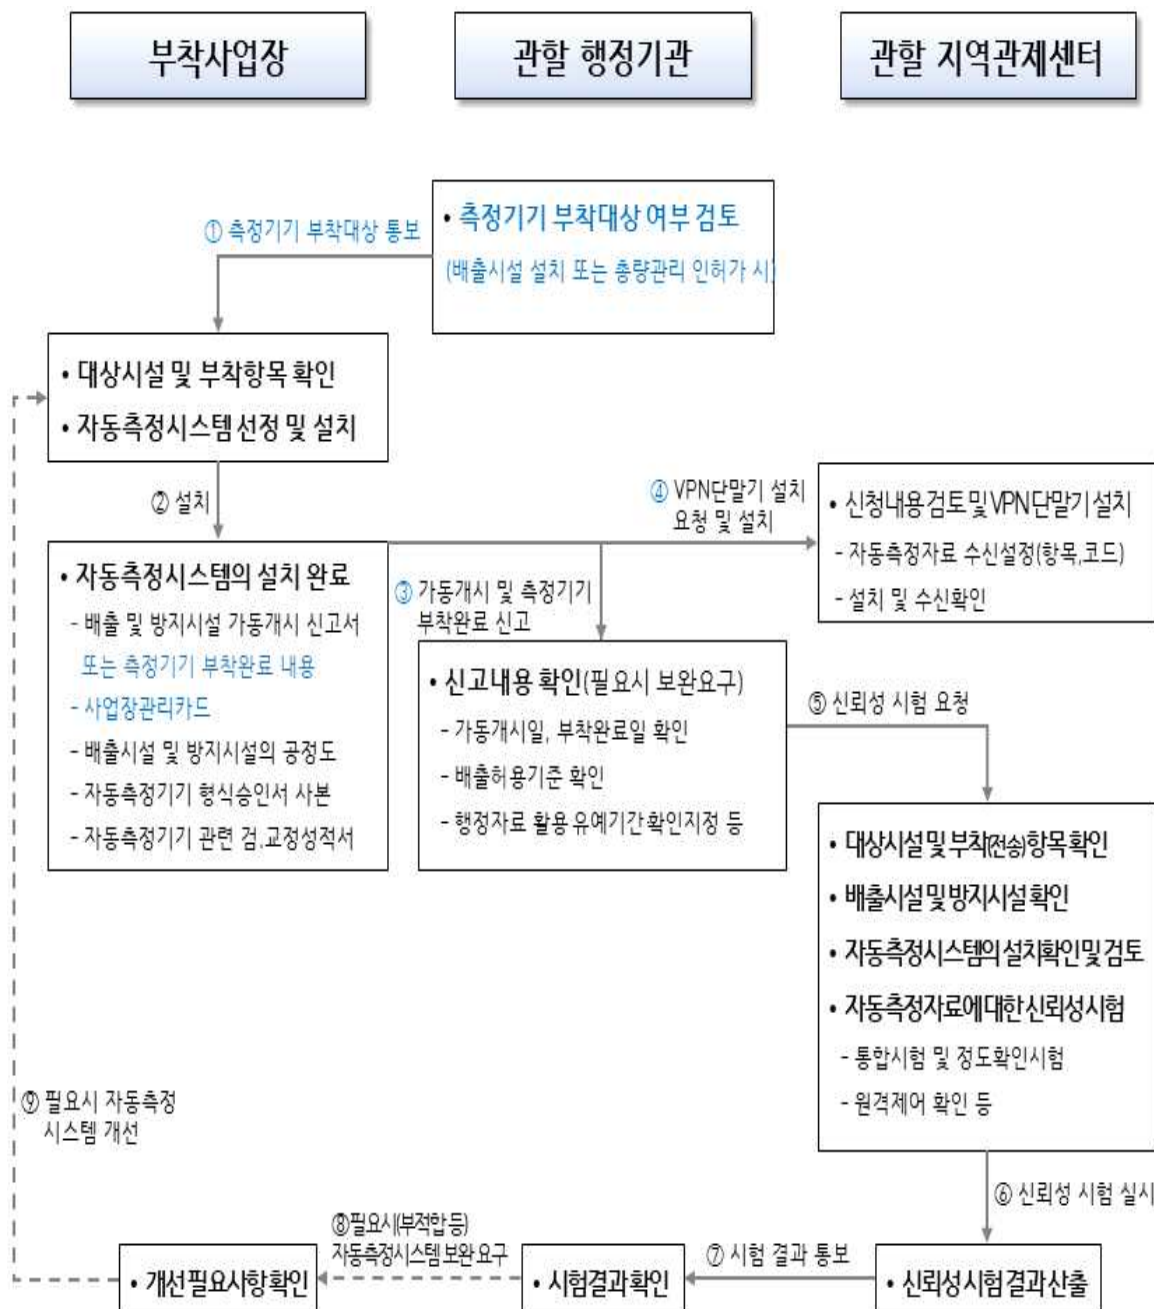 부착사업장
관할 행정기관
관할 지역관제센터
• 측정기기 부착대상 여부 검토
(배출시설 설치 또는 총량관리 인허가 시)
① 측정기기 부착대상 통보
• 대상시설 및 부착항목 확인
• 자동측정시스템 선정 및 설치
② 설치
• 자동측정시스템의 설치 완료
- 배출 및 방지시설 가동개시 신고서
또는 측정기기 부착완료 내용
- 사업장관리카드
- 배출시설 및 방지시설의 공정도
- 자동측정기기 형식승인서 사본
- 자동측정기기 관련 검.교정성적서
③ 가동개시 및 측정기기
부착완료 신고
④ VPN단말기 설치
요청 및 설치
• 신청내용 검토 및 VPN단말기 설치
- 자동측정자료 수신설정(항목,코드)
- 설치 및 수신확인
• 신고내용 확인(필요시 보완요구)
- 가동개시일, 부착완료일 확인
- 배출허용기준 확인
- 행정자료 활용 유예기간 확인지정 등
⑤ 신뢰성 시험 요청
• 대상시설 및 부착(전송)항목 확인
• 배출시설 및 방지시설 확인
• 자동측정시스템의 설치확인 및 검토
• 자동측정자료에 대한 신뢰성시험
- 통합시험 및 정도확인시험
- 원격제어 확인 등
⑥ 신뢰성 시험 실시
• 신뢰성시험 결과산출
⑦ 시험 결과 통보
• 시험결과확인
⑧필요시(부적합 등)
자동측정시스템 보완 요구
• 개선필요사항확인
⑨ 필요시 자동측정
시스템 개선